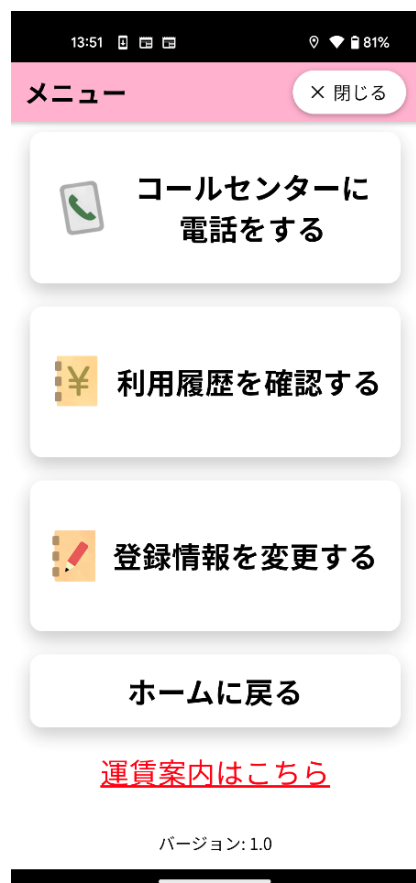 13:51
81%
メニュー
× 閉じる
コールセンターに
電話をする
¥
利用履歴を確認する
登録情報を変更する
ホームに戻る
運賃案内はこちら
バージョン: 1.0